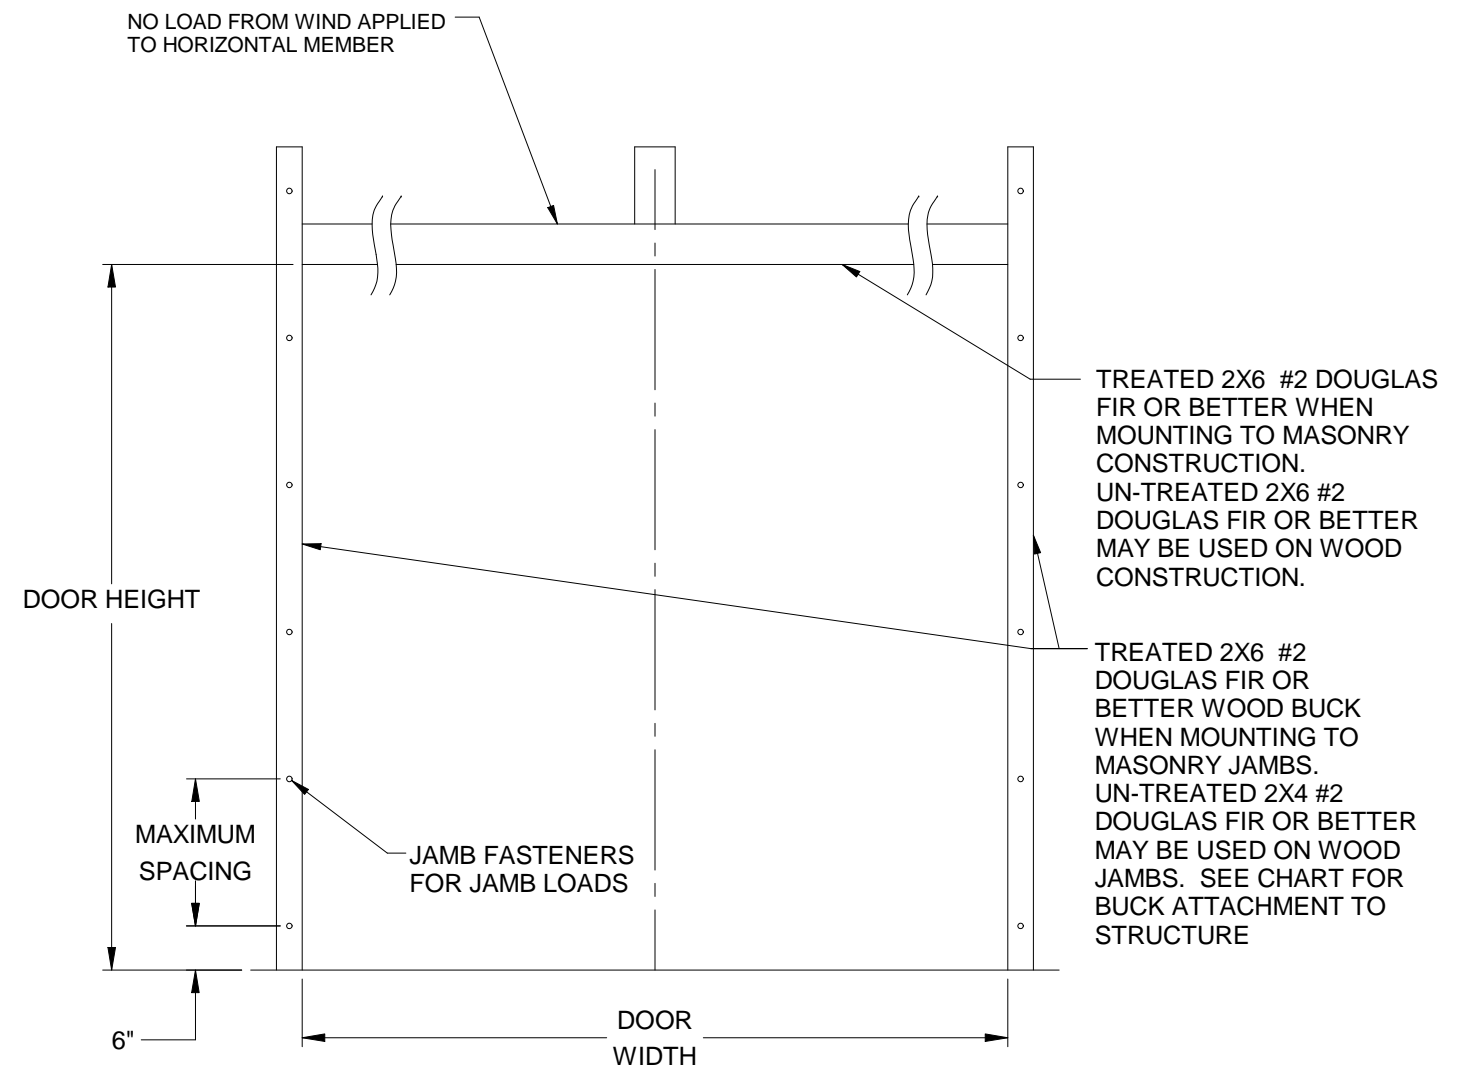 NO LOAD FROM WIND APPLIED
TO HORIZONTAL MEMBER
TREATED 2X6 #2 DOUGLAS
FIR OR BETTER WHEN
MOUNTING TO MASONRY
CONSTRUCTION.
UN-TREATED 2X6 #2
DOUGLAS FIR OR BETTER
MAY BE USED ON WOOD
CONSTRUCTION.
DOOR HEIGHT
TREATED 2X6 #2
DOUGLAS FIR OR
BETTER WOOD BUCK
WHEN MOUNTING TO
MASONRY JAMBS.
UN-TREATED 2X4 #2
DOUGLAS FIR OR BETTER
MAY BE USED ON WOOD
JAMBS. SEE CHART FOR
BUCK ATTACHMENT TO
STRUCTURE
MAXIMUM
SPACING
JAMB FASTENERS
FOR JAMB LOADS
6"
DOOR
WIDTH